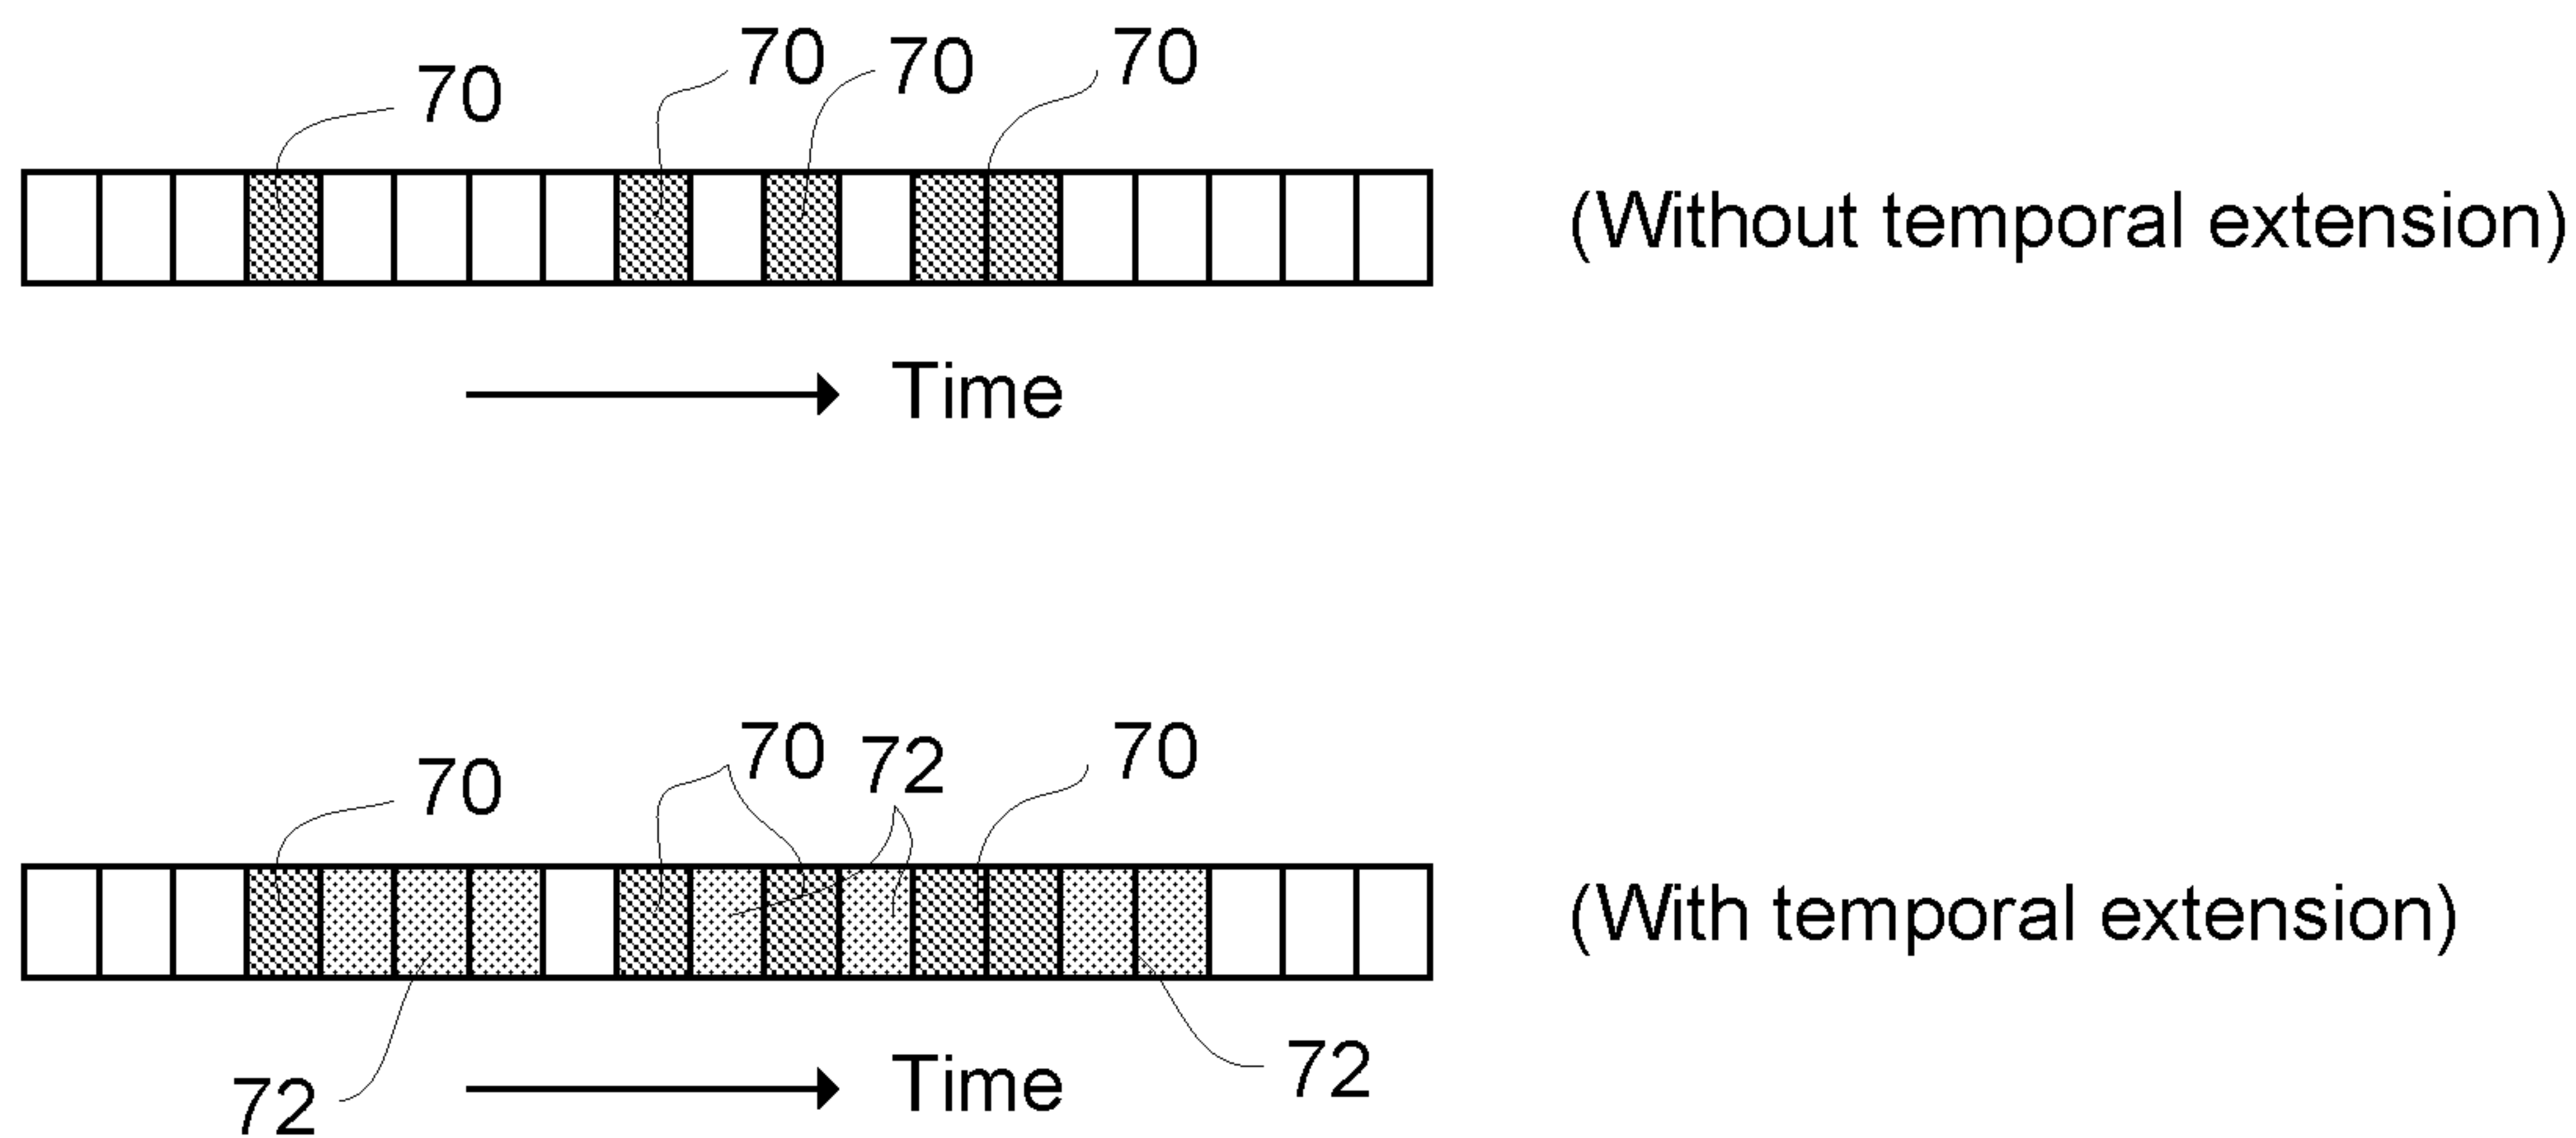 70 70 70 70
(Without temporal extension)
Time
70 70 72 70
(With temporal extension)
72 Time 72